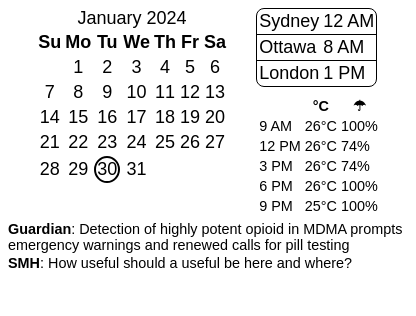 January 2024
Su Mo Tu We Th Fr Sa
1 2 3 4 5 6
7 8 9 10 11 12 13
14 15 16 17 18 19 20
21 22 23 24 25 26 27
28 29 30 31
Sydney 12 AM
Ottawa 8 AM
London 1 PM
°C ☂
9 AM 26°C 100%
12 PM 26°C 74%
3 PM 26°C 74%
6 PM 26°C 100%
9 PM 25°C 100%
Guardian: Detection of highly potent opioid in MDMA prompts
emergency warnings and renewed calls for pill testing
SMH: How useful should a useful be here and where?